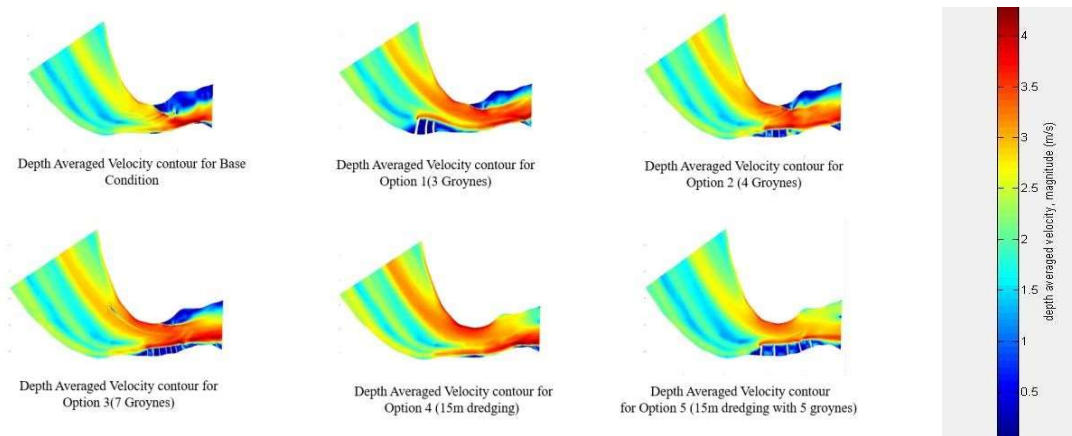 Depth Averaged Velocity contour for Base
Condition
Depth Averaged Velocity contour for
Option 1(3 Groynes)
Depth Averaged Velocity contour for
Option 2 (4 Groynes)
Depth Averaged Velocity contour for
Option 3(7 Groynes)
Depth Averaged Velocity contour for
Option 4 (15m dredging)
Depth Averaged Velocity contour
for Option 5 (15m dredging with 5 groynes)
4
3.5
3
2.5
2
1.5
1
0.5
depth averaged velocity, magnitude (m/s)